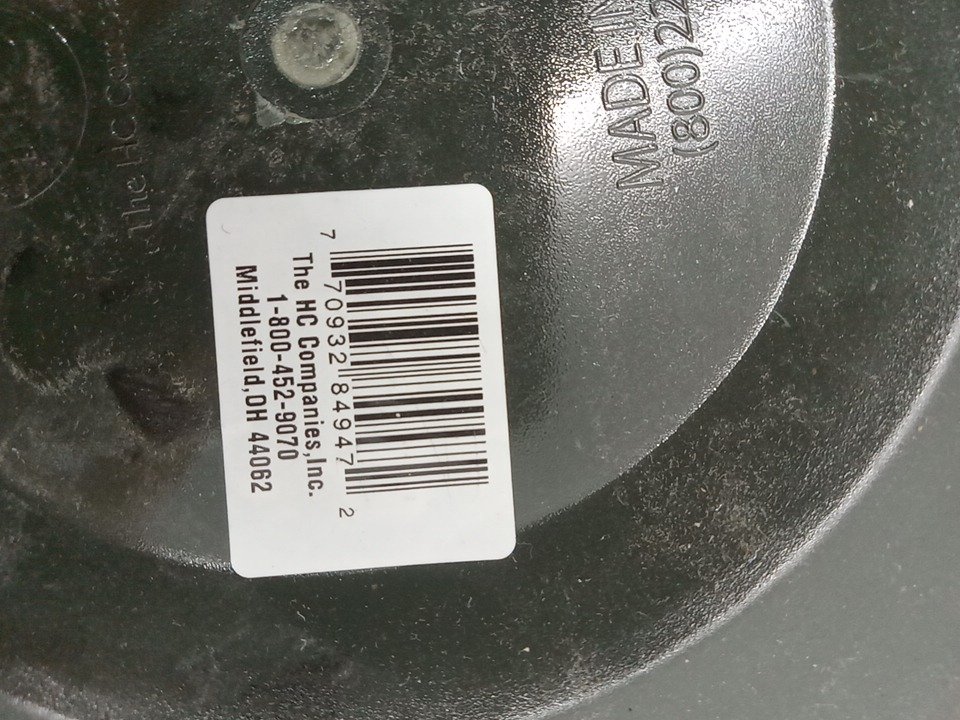 The HC Com
MADE IN
(800)22
7 70932 84947 2
The HC Companies,Inc.
1-800-452-9070
Middlefield,OH 44062